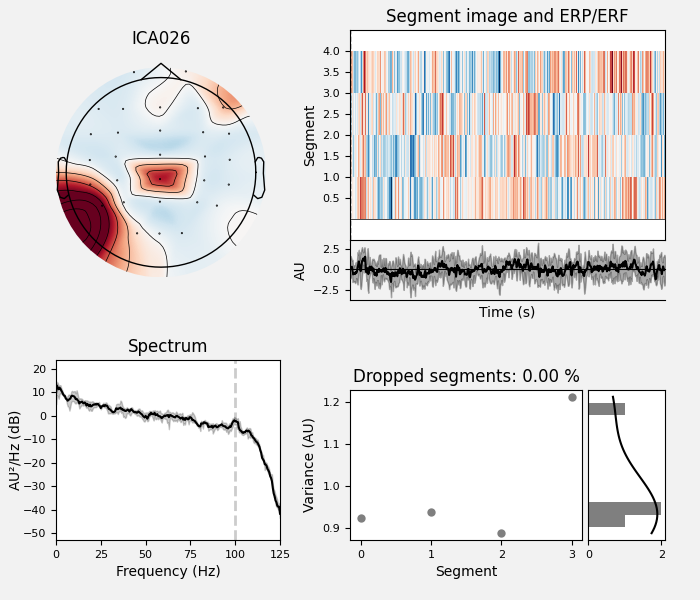 ICA026
Segment image and ERP/ERF
Segment
4.0
3.5
3.0
2.5
2.0
1.5
1.0
0.5
AU
2.5
0.0
−2.5
Time (s)
Spectrum
AU²/Hz (dB)
20
10
0
−10
−20
−30
−40
−50
0 25 50 75 100 125
Frequency (Hz)
Dropped segments: 0.00 %
Variance (AU)
1.2
1.1
1.0
0.9
0 1 2 3
Segment
0 2